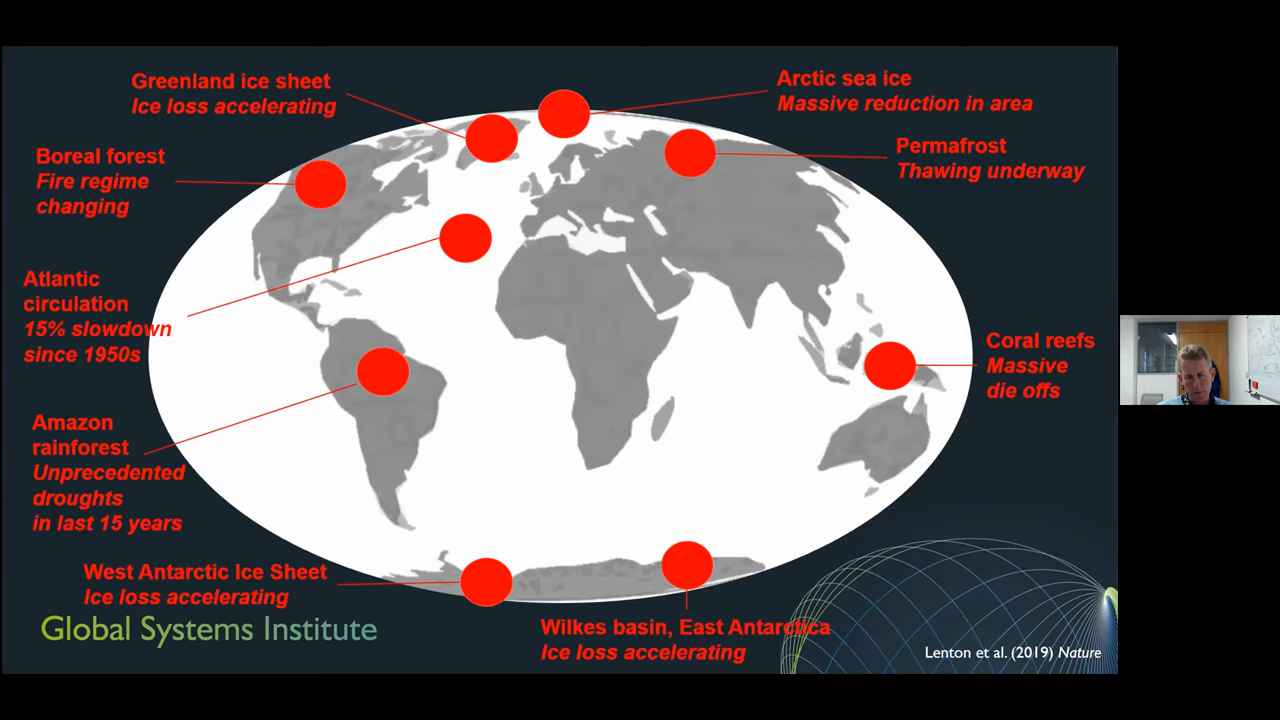 Greenland ice sheet
Ice loss accelerating
Arctic sea ice
Massive reduction in area
Boreal forest
Fire regime
changing
Permafrost
Thawing underway
Atlantic
circulation
15% slowdown
since 1950s
Coral reefs
Massive
die offs
Amazon
rainforest
Unprecedented
droughts
in last 15 years
West Antarctic Ice Sheet
Ice loss accelerating
Wilkes basin, East Antarctica
Ice loss accelerating
Global Systems Institute
Lenton et al. (2019) Nature